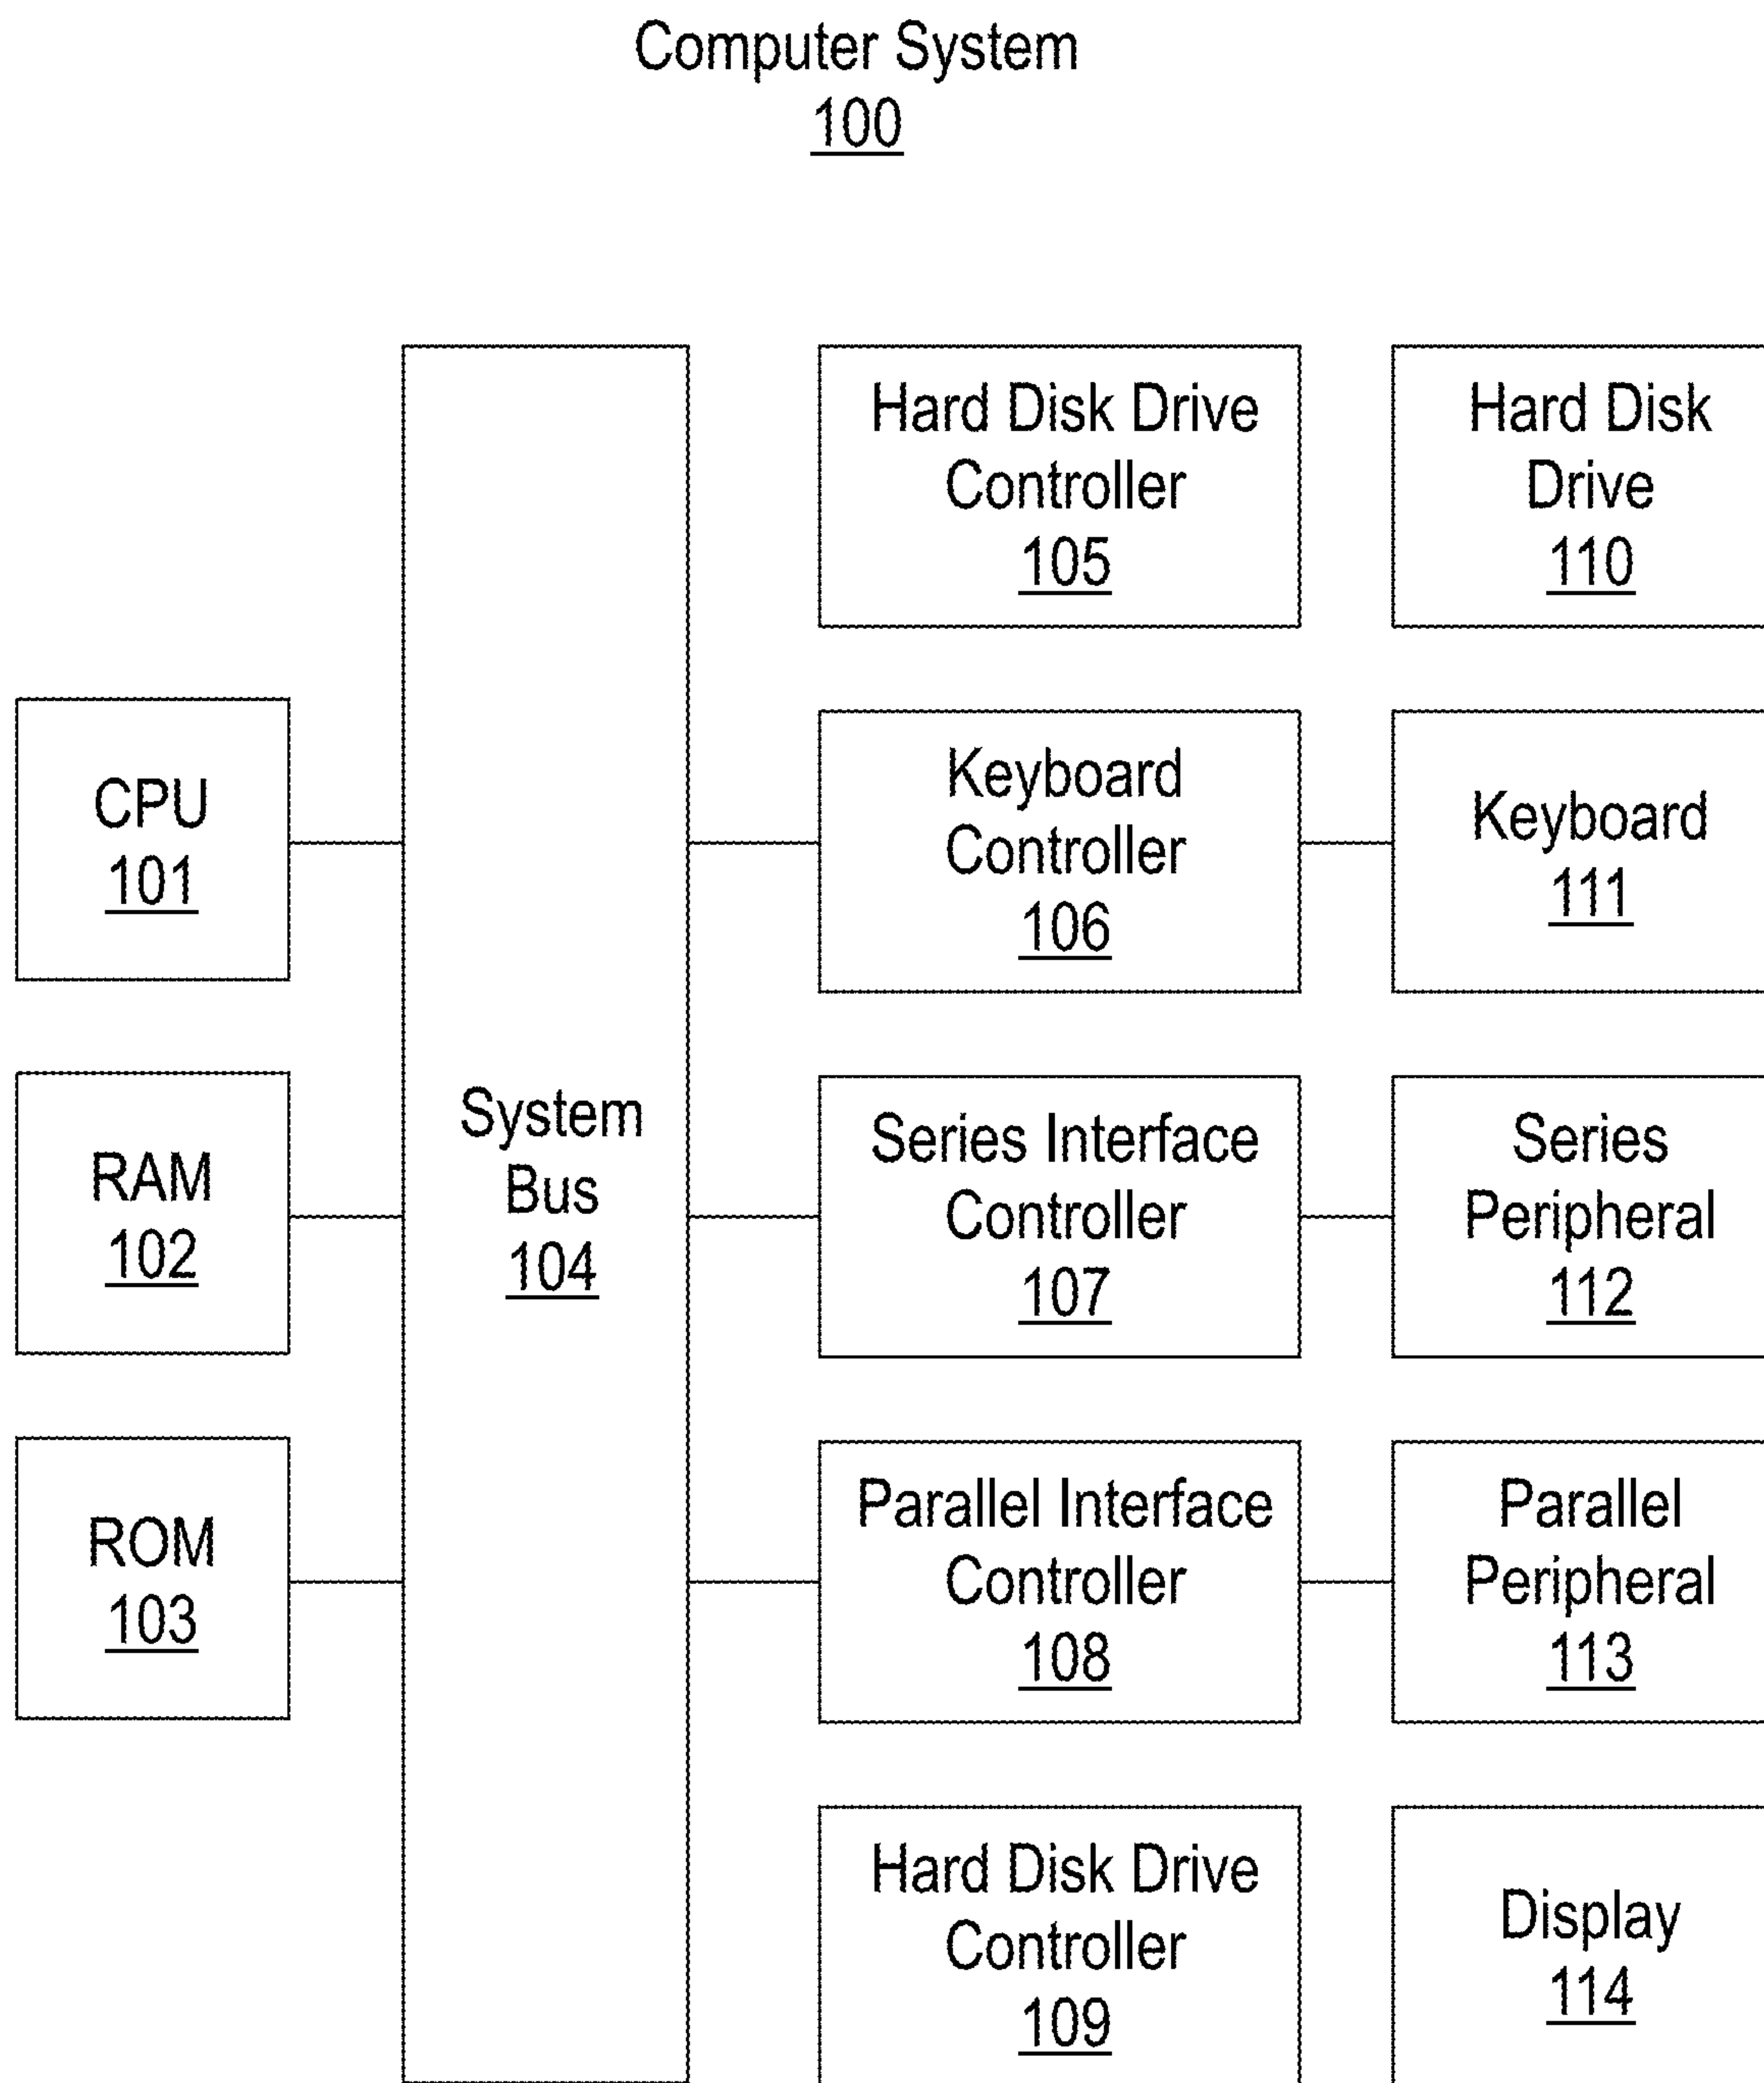 Computer System
100
Hard Disk Drive
Controller
105
Hard Disk
Drive
110
CPU
101
Keyboard
Controller
106
Keyboard
111
System
Bus
104
RAM
102
Series Interface
Controller
107
Series
Peripheral
112
ROM
103
Parallel Interface
Controller
108
Parallel
Peripheral
113
Hard Disk Drive
Controller
109
Display
114